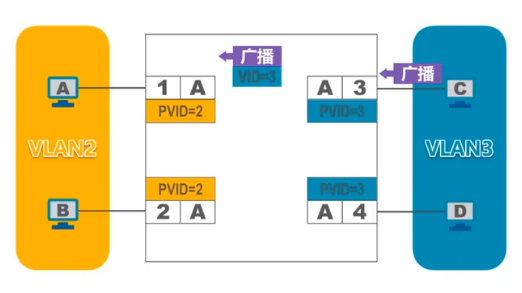 广播
VID=3
广播
A
1 A
A 3
C
PVID=2
PVID=3
VLAN2
VLAN3
PVID=2
PVID=3
B
2 A
A 4
D